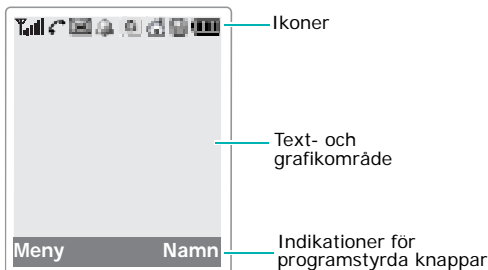 Ikoner
Text- och
grafikområde
Meny Namn
Indikationer för
programstyrda knappar